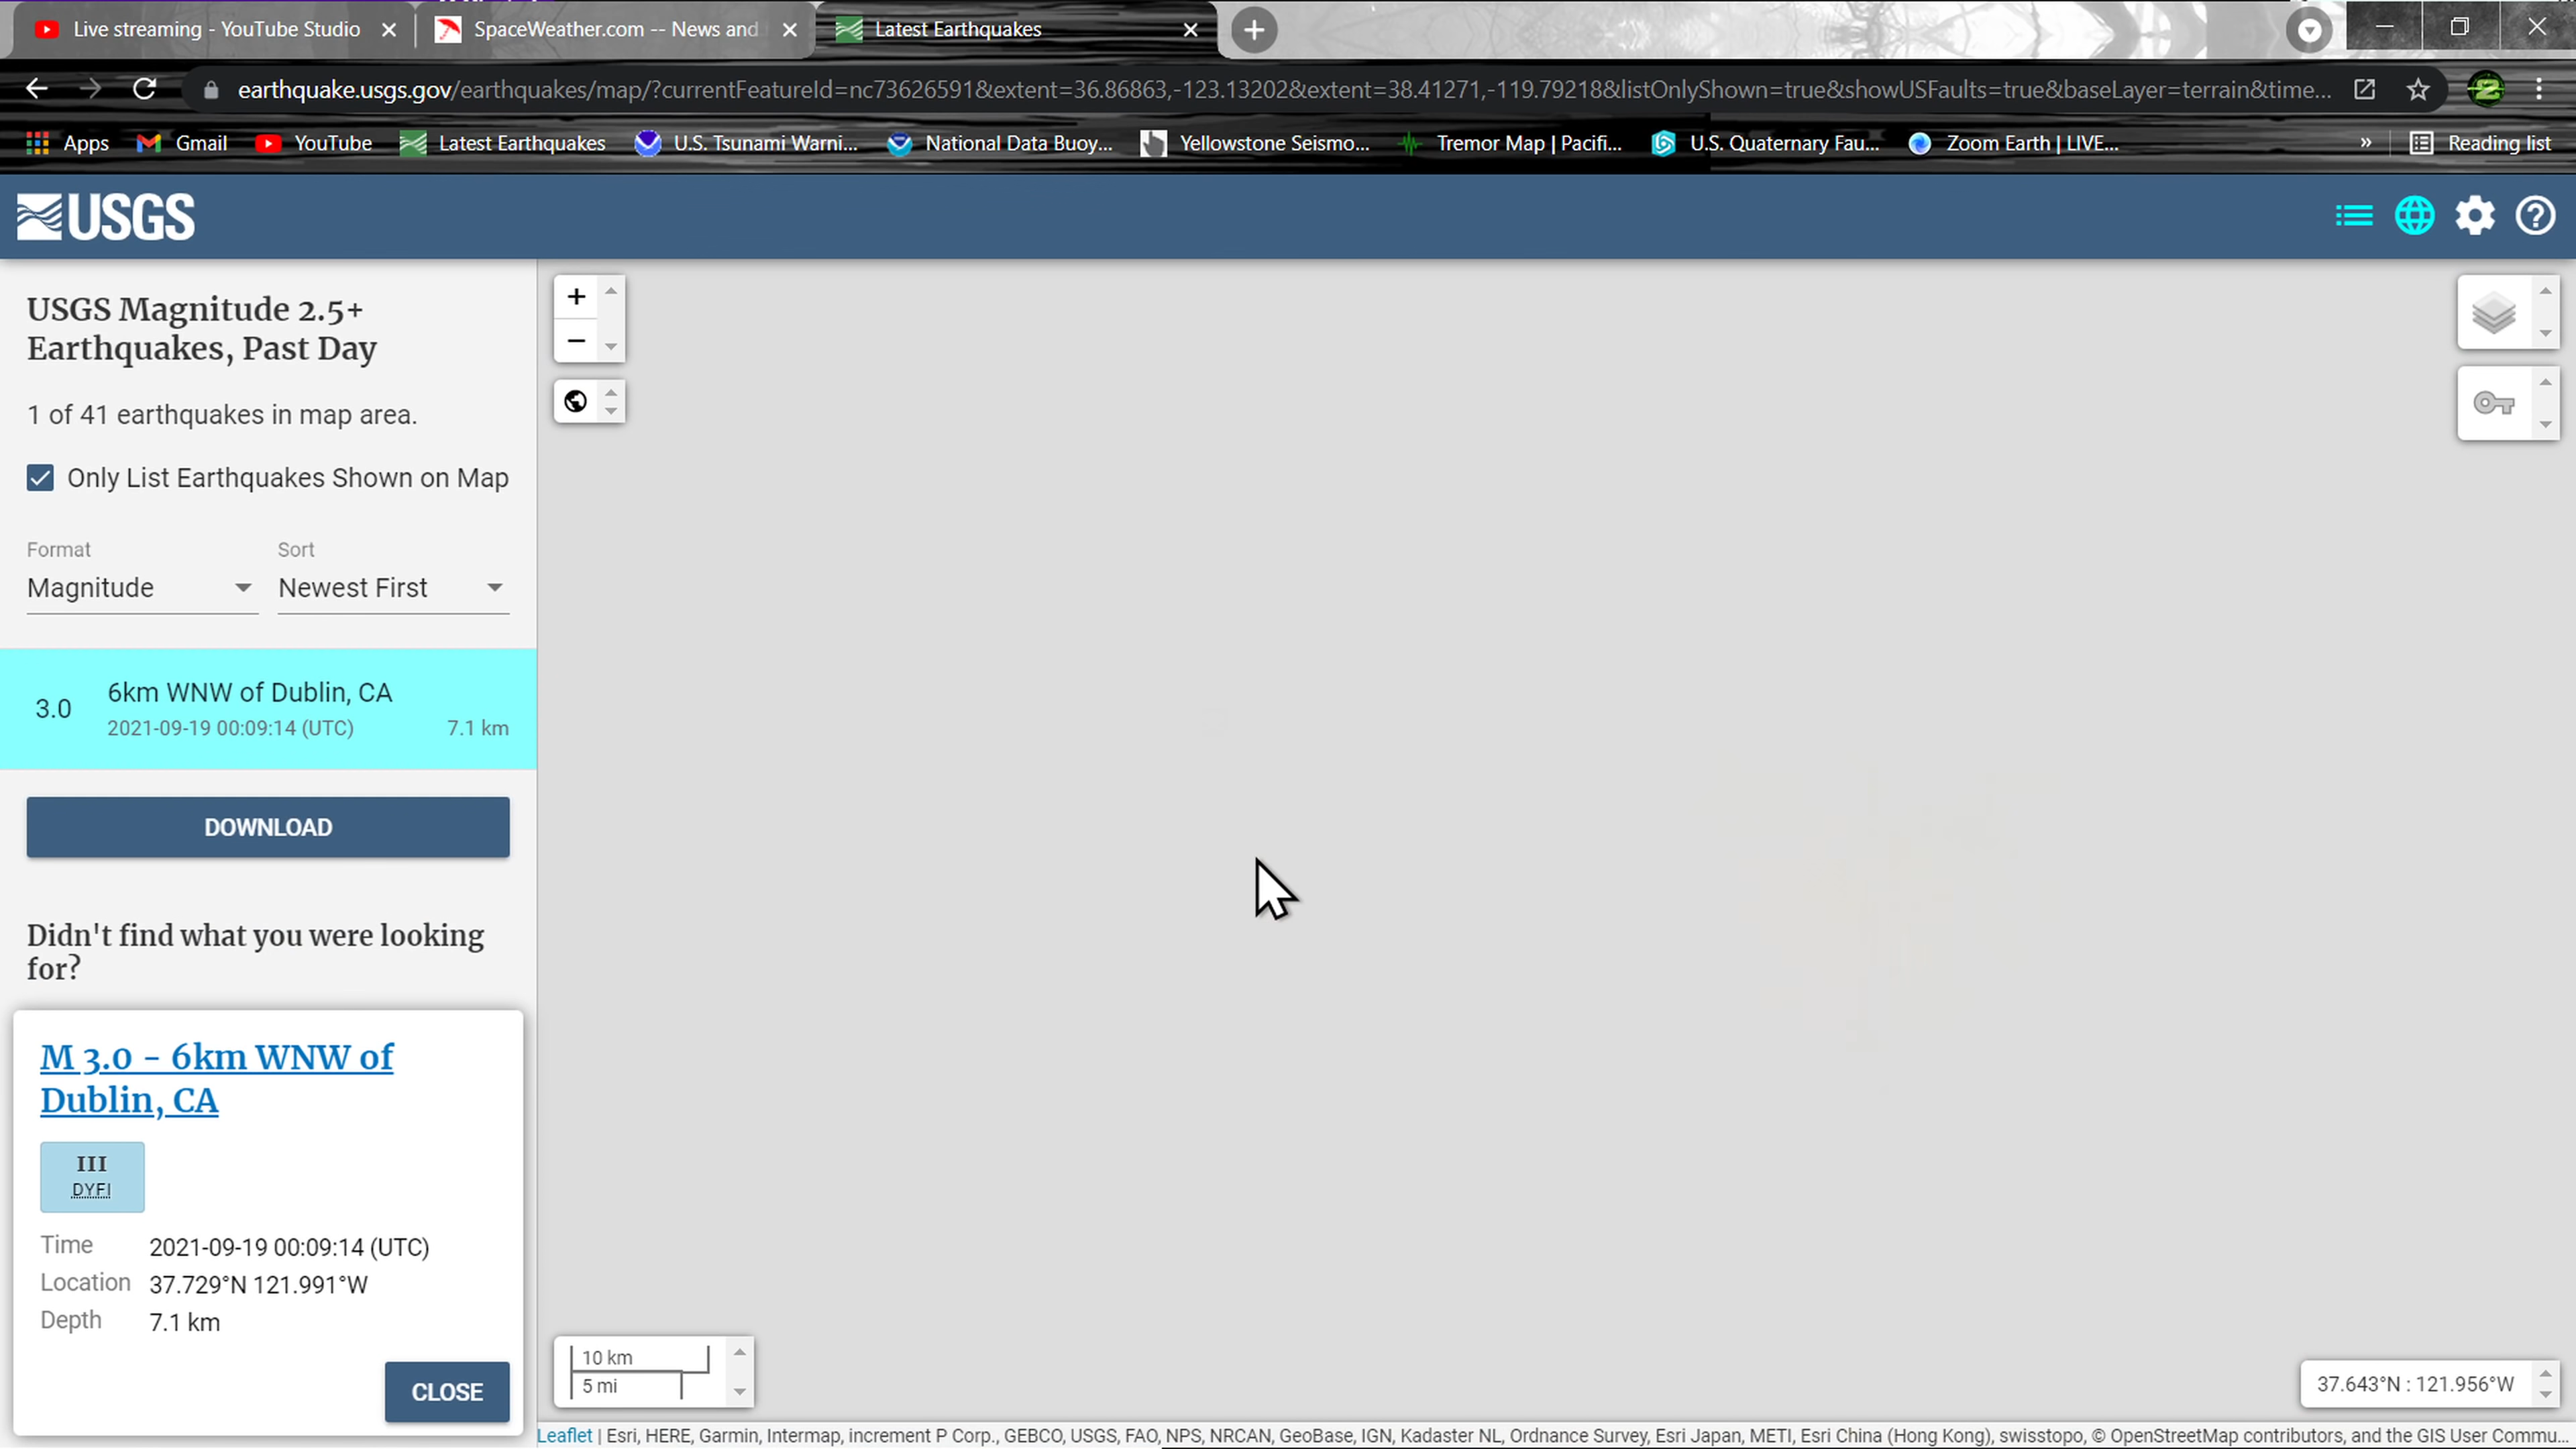 Live streaming - YouTube Studio
SpaceWeather.com -- News and
Latest Earthquakes
earthquake.usgs.gov/earthquakes/map/?currentFeatureId=nc73626591&extent=36.86863,-123.13202&extent=38.41271,-119.79218&listOnlyShown=true&showUSFaults=true&baseLayer=terrain&time...
Apps
Gmail
YouTube
Latest Earthquakes
U.S. Tsunami Warni...
National Data Buoy...
Yellowstone Seismo...
Tremor Map | Pacifi...
U.S. Quaternary Fau...
Zoom Earth | LIVE...
»
Reading list
USGS
USGS Magnitude 2.5+
Earthquakes, Past Day
1 of 41 earthquakes in map area.
Only List Earthquakes Shown on Map
Format
Sort
Magnitude
Newest First
3.0
6km WNW of Dublin, CA
2021-09-19 00:09:14 (UTC)
7.1 km
DOWNLOAD
Didn't find what you were looking
for?
M 3.0 - 6km WNW of
Dublin, CA
III
DYFI
Time 2021-09-19 00:09:14 (UTC)
Location 37.729°N 121.991°W
Depth 7.1 km
CLOSE
+
−
10 km
5 mi
37.643°N : 121.956°W
Leaflet | Esri, HERE, Garmin, Intermap, increment P Corp., GEBCO, USGS, FAO, NPS, NRCAN, GeoBase, IGN, Kadaster NL, Ordnance Survey, Esri Japan, METI, Esri China (Hong Kong), swisstopo, © OpenStreetMap contributors, and the GIS User Commu...